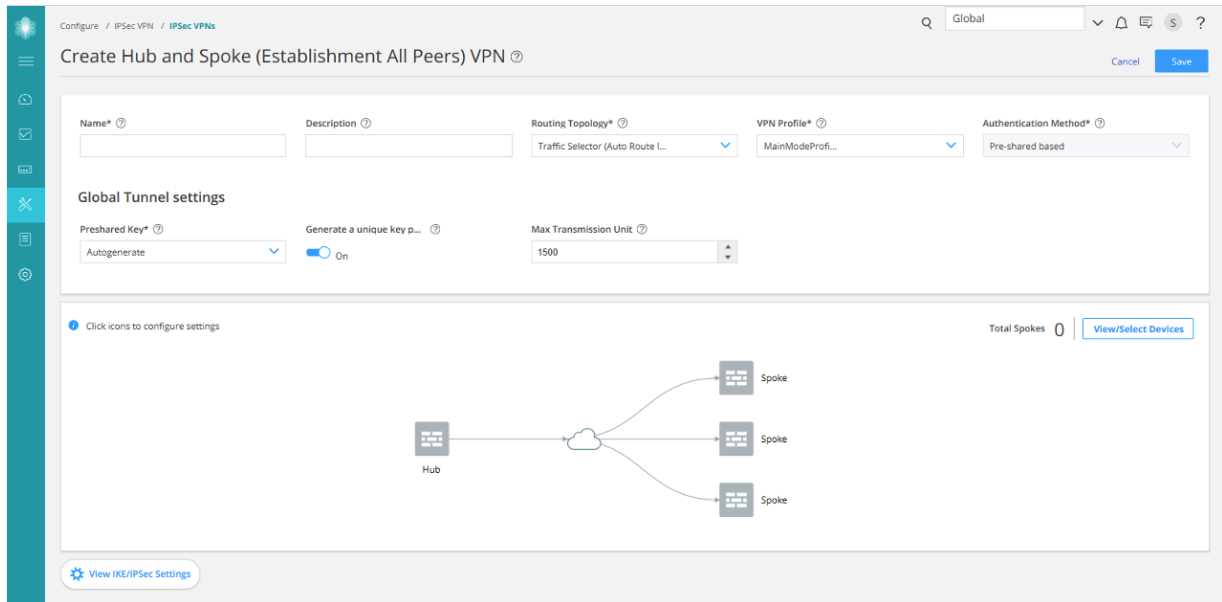 Configure / IPSec VPN / IPSec VPNs
Global
S ?
Create Hub and Spoke (Establishment All Peers) VPN ?
Cancel Save
Name* ? Description ? Routing Topology* ? VPN Profile* ? Authentication Method* ?
Traffic Selector (Auto Route I... MainModeProfi... Pre-shared based
Global Tunnel settings
Preshared Key* ? Generate a unique key p... ? Max Transmission Unit ?
Autogenerate On 1500
Click icons to configure settings Total Spokes 0 View/Select Devices
Spoke
Spoke
Hub
Spoke
View IKE/IPSec Settings